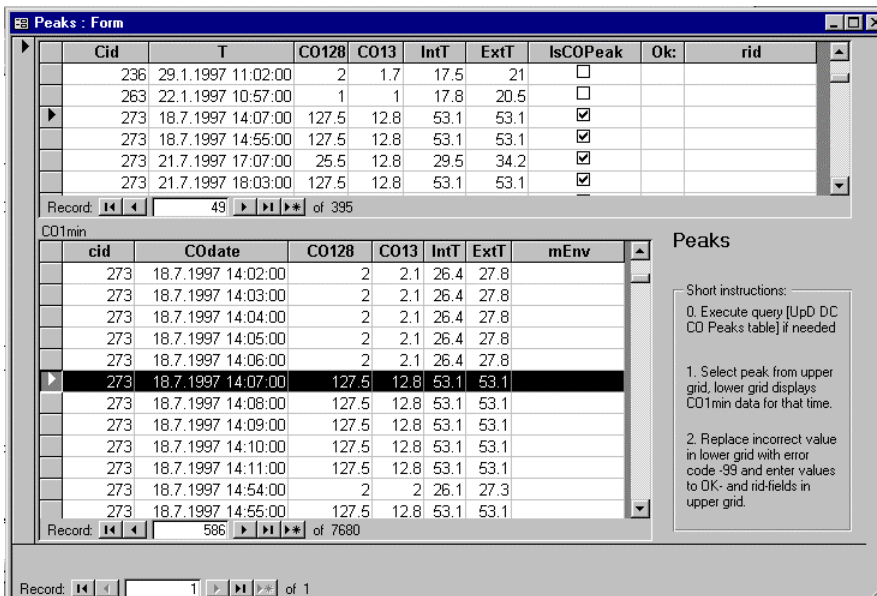 Peaks : Form
Cid T CO128 CO13 IntT ExtT IsCOPeak Ok: rid
236 29.1.1997 11:02:00 2 1.7 17.5 21
263 22.1.1997 10:57:00 1 1 17.8 20.5
273 18.7.1997 14:07:00 127.5 12.8 53.1 53.1
273 18.7.1997 14:55:00 127.5 12.8 53.1 53.1
273 21.7.1997 17:07:00 25.5 12.8 29.5 34.2
273 21.7.1997 18:03:00 127.5 12.8 53.1 53.1
Record: 49 of 395
CO1min
cid COdate CO128 CO13 IntT ExtT mEnv
273 18.7.1997 14:02:00 2 2.1 26.4 27.8
273 18.7.1997 14:03:00 2 2.1 26.4 27.8
273 18.7.1997 14:04:00 2 2.1 26.4 27.8
273 18.7.1997 14:05:00 2 2.1 26.4 27.8
273 18.7.1997 14:06:00 2 2.1 26.4 27.8
273 18.7.1997 14:07:00 127.5 12.8 53.1 53.1
273 18.7.1997 14:08:00 127.5 12.8 53.1 53.1
273 18.7.1997 14:09:00 127.5 12.8 53.1 53.1
273 18.7.1997 14:10:00 127.5 12.8 53.1 53.1
273 18.7.1997 14:11:00 127.5 12.8 53.1 53.1
273 18.7.1997 14:54:00 2 2 26.1 27.3
273 18.7.1997 14:55:00 127.5 12.8 53.1 53.1
Record: 586 of 7680
Peaks
Short instructions:
0. Execute query [UpD DC
CO Peaks table] if needed
1. Select peak from upper
grid, lower grid displays
CO1min data for that time.
2. Replace incorrect value
in lower grid with error
code -99 and enter values
to OK- and rid-fields in
upper grid.
Record: 1 of 1